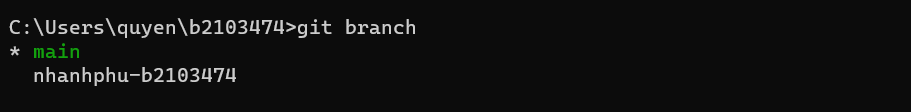 C:\Users\quyen\b2103474>git branch
* main
  nhanhphu-b2103474